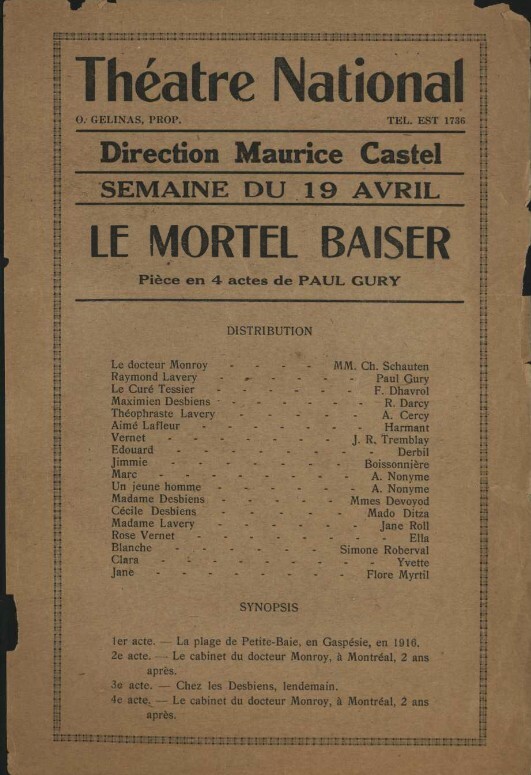 Théatre National
O. GELINAS, PROP. TEL. EST 1736
Direction Maurice Castel
SEMAINE DU 19 AVRIL
LE MORTEL BAISER
Pièce en 4 actes de PAUL GURY
DISTRIBUTION
Le docteur Monroy - - - - - MM. Ch. Schauten
Raymond Lavery - - - - - - Paul Gury
Le Curé Tessier - - - - - - F. Dhavrol
Maximien Desbiens - - - - - - R. Darcy
Théophraste Lavery - - - - - A. Cercy
Aimé Lafleur - - - - - - Harmant
Vernet - - - - - - - J. R. Tremblay
Edouard - - - - - - - Derbil
Jimmie - - - - - - - Boissonnière
Marc - - - - - - - A. Nonyme
Un jeune homme - - - - - - A. Nonyme
Madame Desbiens - - - - - Mmes Devoyod
Cécile Desbiens - - - - - - Mado Ditza
Madame Lavery - - - - - - Jane Roll
Rose Vernet - - - - - - - Ella
Blanche - - - - - - Simone Roberval
Clara - - - - - - - - Yvette
Jane - - - - - - - Flore Myrtil
SYNOPSIS
1er acte. — La plage de Petite-Baie, en Gaspésie, en 1916.
2e acte. — Le cabinet du docteur Monroy, à Montréal, 2 ans
après.
3e acte. — Chez les Desbiens, lendemain.
4e acte. — Le cabinet du docteur Monroy, à Montréal, 2 ans
après.